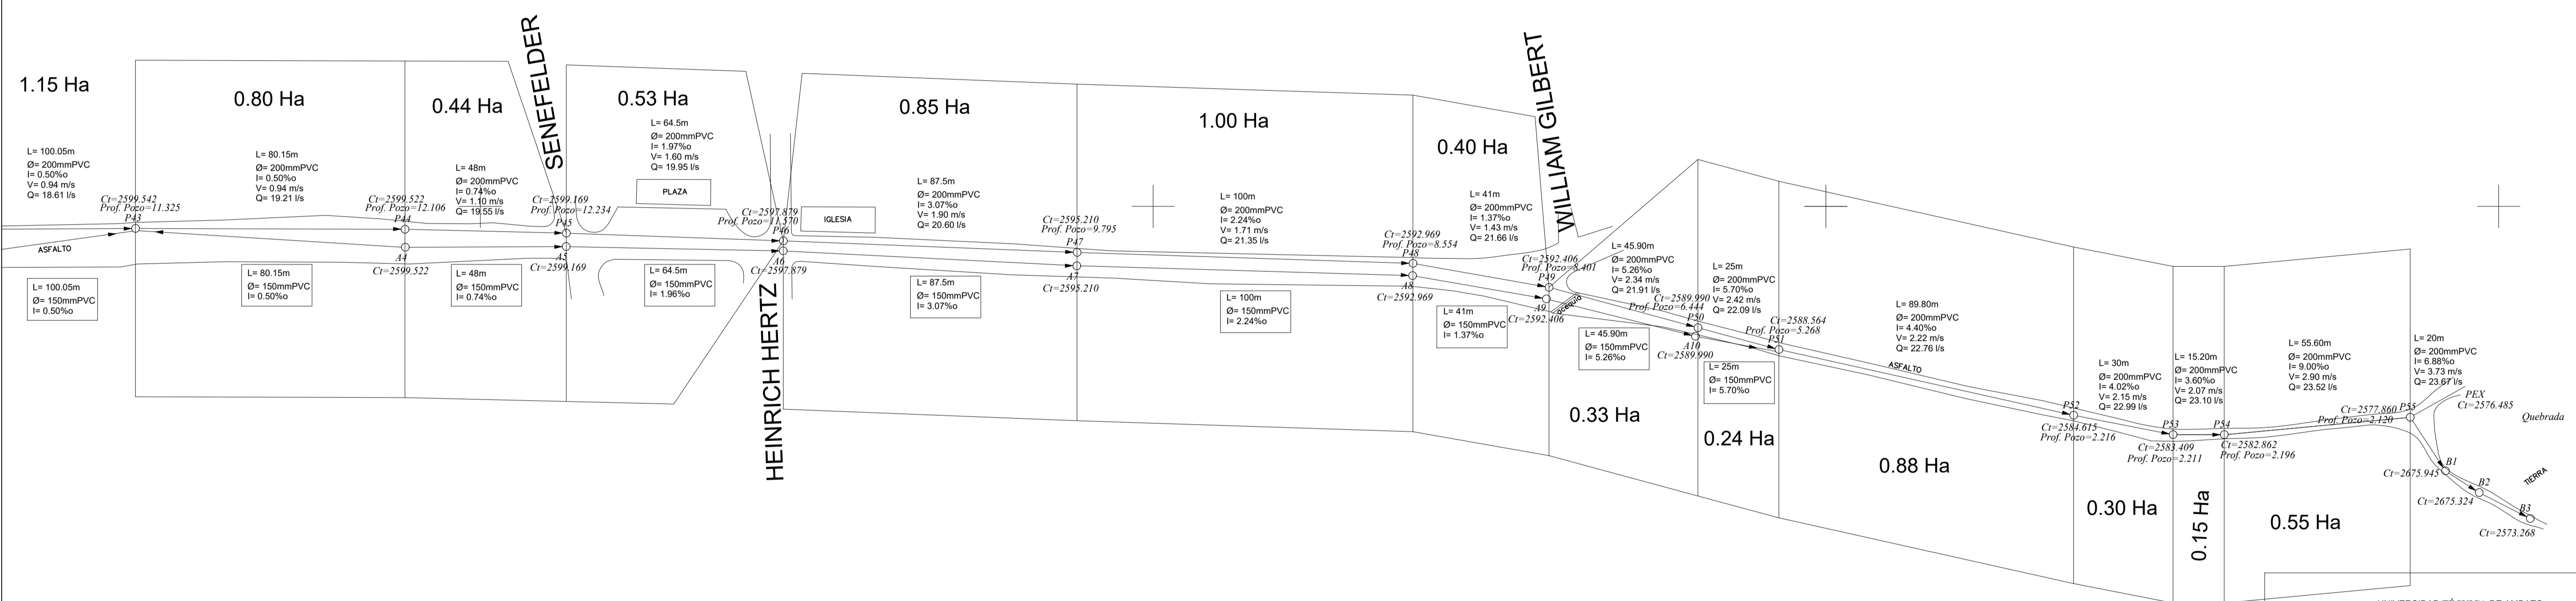 1.15 Ha
L= 100.05m
Ø= 200mmPVC
I= 0.50%o
V= 0.94 m/s
Q= 18.61 l/s
Ct=2599.542
Prof. Pozo=11.325
P43
ASFALTO
L= 100.05m
Ø= 150mmPVC
I= 0.50%o
0.80 Ha
L= 80.15m
Ø= 200mmPVC
I= 0.50%o
V= 0.94 m/s
Q= 19.21 l/s
Ct=2599.522
Prof. Pozo=12.106
P44
A4
Ct=2599.522
L= 80.15m
Ø= 150mmPVC
I= 0.50%o
0.44 Ha
L= 48m
Ø= 200mmPVC
I= 0.74%o
V= 1.10 m/s
Q= 19.55 l/s
SENEFELDER
Ct=2599.169
Prof. Pozo=12.234
P45
A5
Ct=2599.169
L= 48m
Ø= 150mmPVC
I= 0.74%o
0.53 Ha
L= 64.5m
Ø= 200mmPVC
I= 1.97%o
V= 1.60 m/s
Q= 19.95 l/s
PLAZA
Ct=2597.879
Prof. Pozo=11.570
P46
A6
Ct=2597.879
L= 64.5m
Ø= 150mmPVC
I= 1.96%o
HEINRICH HERTZ
0.85 Ha
L= 87.5m
Ø= 200mmPVC
I= 3.07%o
V= 1.90 m/s
Q= 20.60 l/s
IGLESIA
Ct=2595.210
Prof. Pozo=9.795
P47
A7
Ct=2595.210
L= 87.5m
Ø= 150mmPVC
I= 3.07%o
1.00 Ha
L= 100m
Ø= 200mmPVC
I= 2.24%o
V= 1.71 m/s
Q= 21.35 l/s
Ct=2592.969
Prof. Pozo=8.554
P48
A8
Ct=2592.969
L= 100m
Ø= 150mmPVC
I= 2.24%o
0.40 Ha
L= 41m
Ø= 200mmPVC
I= 1.37%o
V= 1.43 m/s
Q= 21.66 l/s
WILLIAM GILBERT
Ct=2592.406
Prof. Pozo=8.401
P49
A9
Ct=2592.406
L= 41m
Ø= 150mmPVC
I= 1.37%o
L= 45.90m
Ø= 200mmPVC
I= 5.26%o
V= 2.34 m/s
Q= 21.91 l/s
Ct=2589.990
Prof. Pozo=6.444
P50
A10
Ct=2589.990
L= 45.90m
Ø= 150mmPVC
I= 5.26%o
0.33 Ha
L= 25m
Ø= 200mmPVC
I= 5.70%o
V= 2.42 m/s
Q= 22.09 l/s
Ct=2588.564
Prof. Pozo=5.268
P51
L= 25m
Ø= 150mmPVC
I= 5.70%o
0.24 Ha
L= 89.80m
Ø= 200mmPVC
I= 4.40%o
V= 2.22 m/s
Q= 22.76 l/s
ASFALTO
0.88 Ha
P52
Ct=2584.615
Prof. Pozo=2.216
L= 30m
Ø= 200mmPVC
I= 4.02%o
V= 2.15 m/s
Q= 22.99 l/s
P53
Ct=2583.409
Prof. Pozo=2.211
0.30 Ha
L= 15.20m
Ø= 200mmPVC
I= 3.60%o
V= 2.07 m/s
Q= 23.10 l/s
P54
Ct=2582.862
Prof. Pozo=2.196
0.15 Ha
L= 55.60m
Ø= 200mmPVC
I= 9.00%o
V= 2.90 m/s
Q= 23.52 l/s
Ct=2577.860
Prof. Pozo=2.120
P55
0.55 Ha
L= 20m
Ø= 200mmPVC
I= 6.88%o
V= 3.73 m/s
Q= 23.67 l/s
PEX
Ct=2576.485
Quebrada
B1
Ct=2675.945
B2
Ct=2675.324
TIERRA
B3
Ct=2573.268